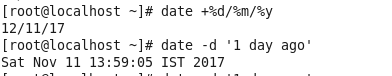 [root@localhost ~]# date +%d/%m/%y
12/11/17
[root@localhost ~]# date -d '1 day ago'
Sat Nov 11 13:59:05 IST 2017